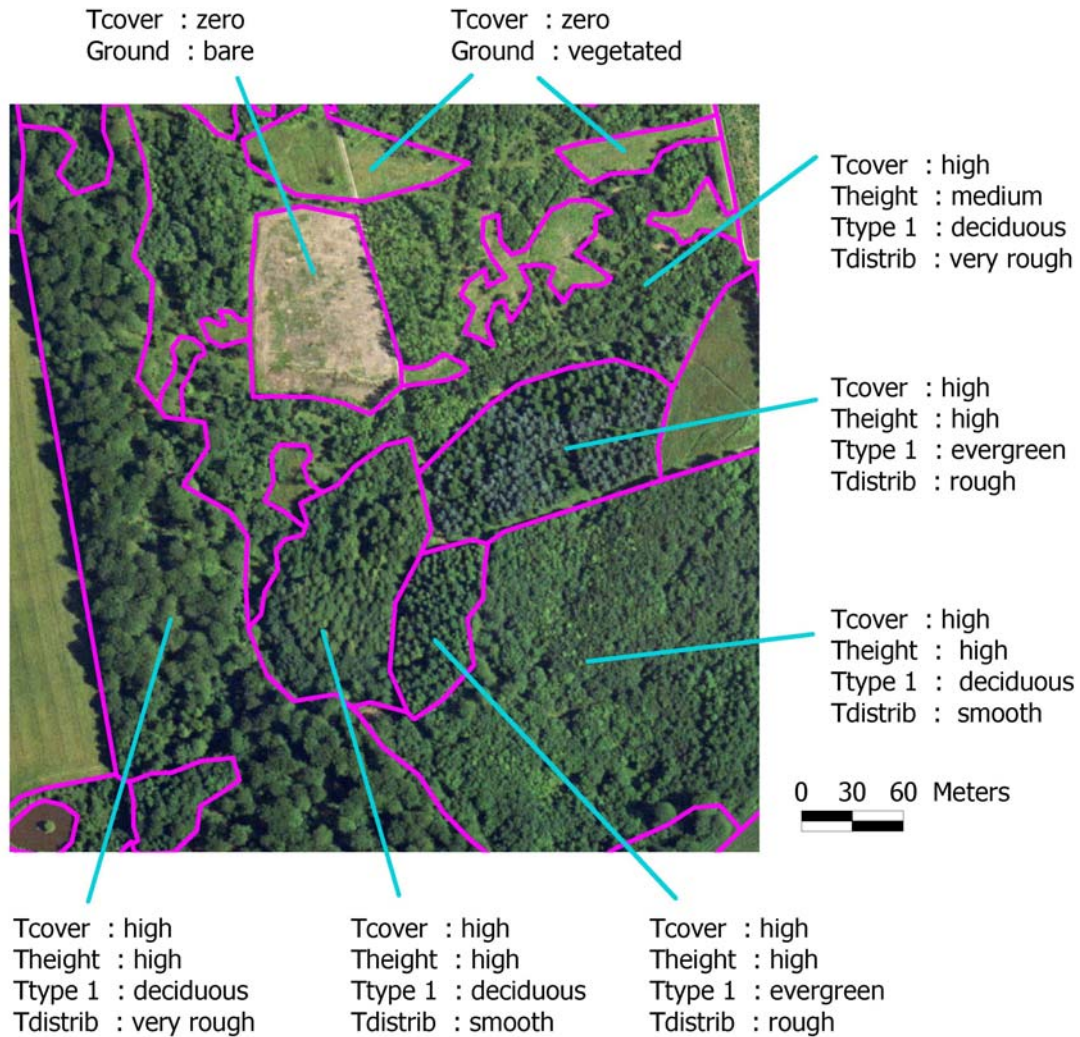 Tcover : zero
Ground : bare
Tcover : zero
Ground : vegetated
Tcover : high
Theight : medium
Ttype 1 : deciduous
Tdistrib : very rough
Tcover : high
Theight : high
Ttype 1 : evergreen
Tdistrib : rough
Tcover : high
Theight : high
Ttype 1 : deciduous
Tdistrib : smooth
0 30 60 Meters
Tcover : high
Theight : high
Ttype 1 : deciduous
Tdistrib : very rough
Tcover : high
Theight : high
Ttype 1 : deciduous
Tdistrib : smooth
Tcover : high
Theight : high
Ttype 1 : evergreen
Tdistrib : rough